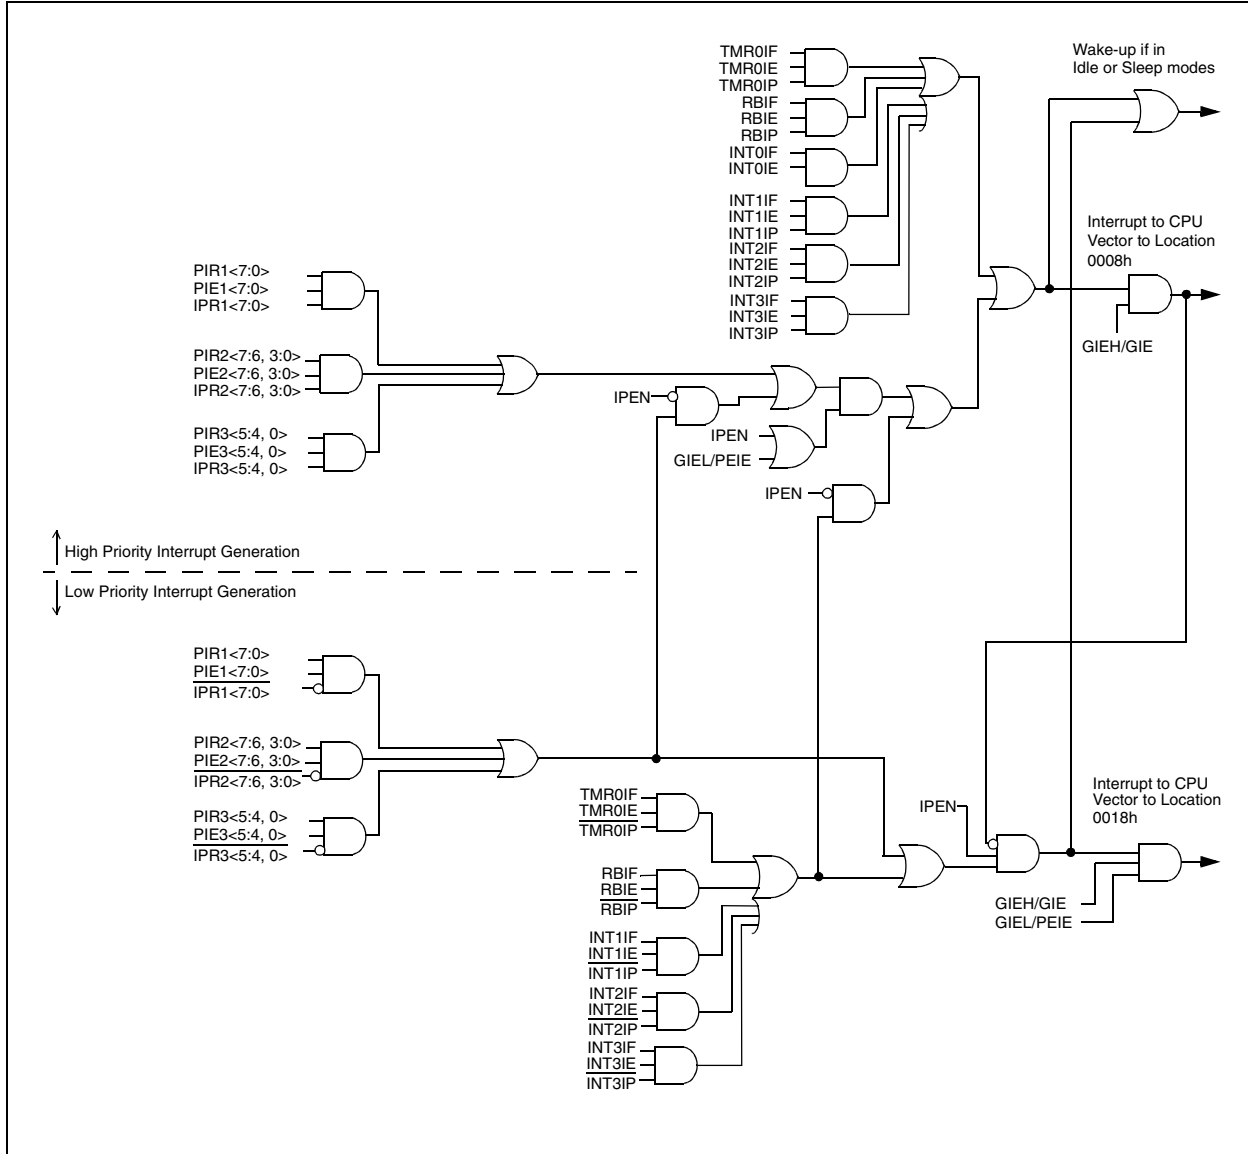 TMR0IF
TMR0IE
TMR0IP
RBIF
RBIE
RBIP
INT0IF
INT0IE
INT1IF
INT1IE
INT1IP
INT2IF
INT2IE
INT2IP
INT3IF
INT3IE
INT3IP
Wake-up if in
Idle or Sleep modes
Interrupt to CPU
Vector to Location
0008h
GIEH/GIE
PIR1<7:0>
PIE1<7:0>
IPR1<7:0>
PIR2<7:6, 3:0>
PIE2<7:6, 3:0>
IPR2<7:6, 3:0>
PIR3<5:4, 0>
PIE3<5:4, 0>
IPR3<5:4, 0>
IPEN
IPEN
GIEL/PEIE
IPEN
High Priority Interrupt Generation
Low Priority Interrupt Generation
PIR1<7:0>
PIE1<7:0>
IPR1<7:0>
PIR2<7:6, 3:0>
PIE2<7:6, 3:0>
IPR2<7:6, 3:0>
PIR3<5:4, 0>
PIE3<5:4, 0>
IPR3<5:4, 0>
TMR0IF
TMR0IE
TMR0IP
RBIF
RBIE
RBIP
INT1IF
INT1IE
INT1IP
INT2IF
INT2IE
INT2IP
INT3IF
INT3IE
INT3IP
IPEN
Interrupt to CPU
Vector to Location
0018h
GIEH/GIE
GIEL/PEIE